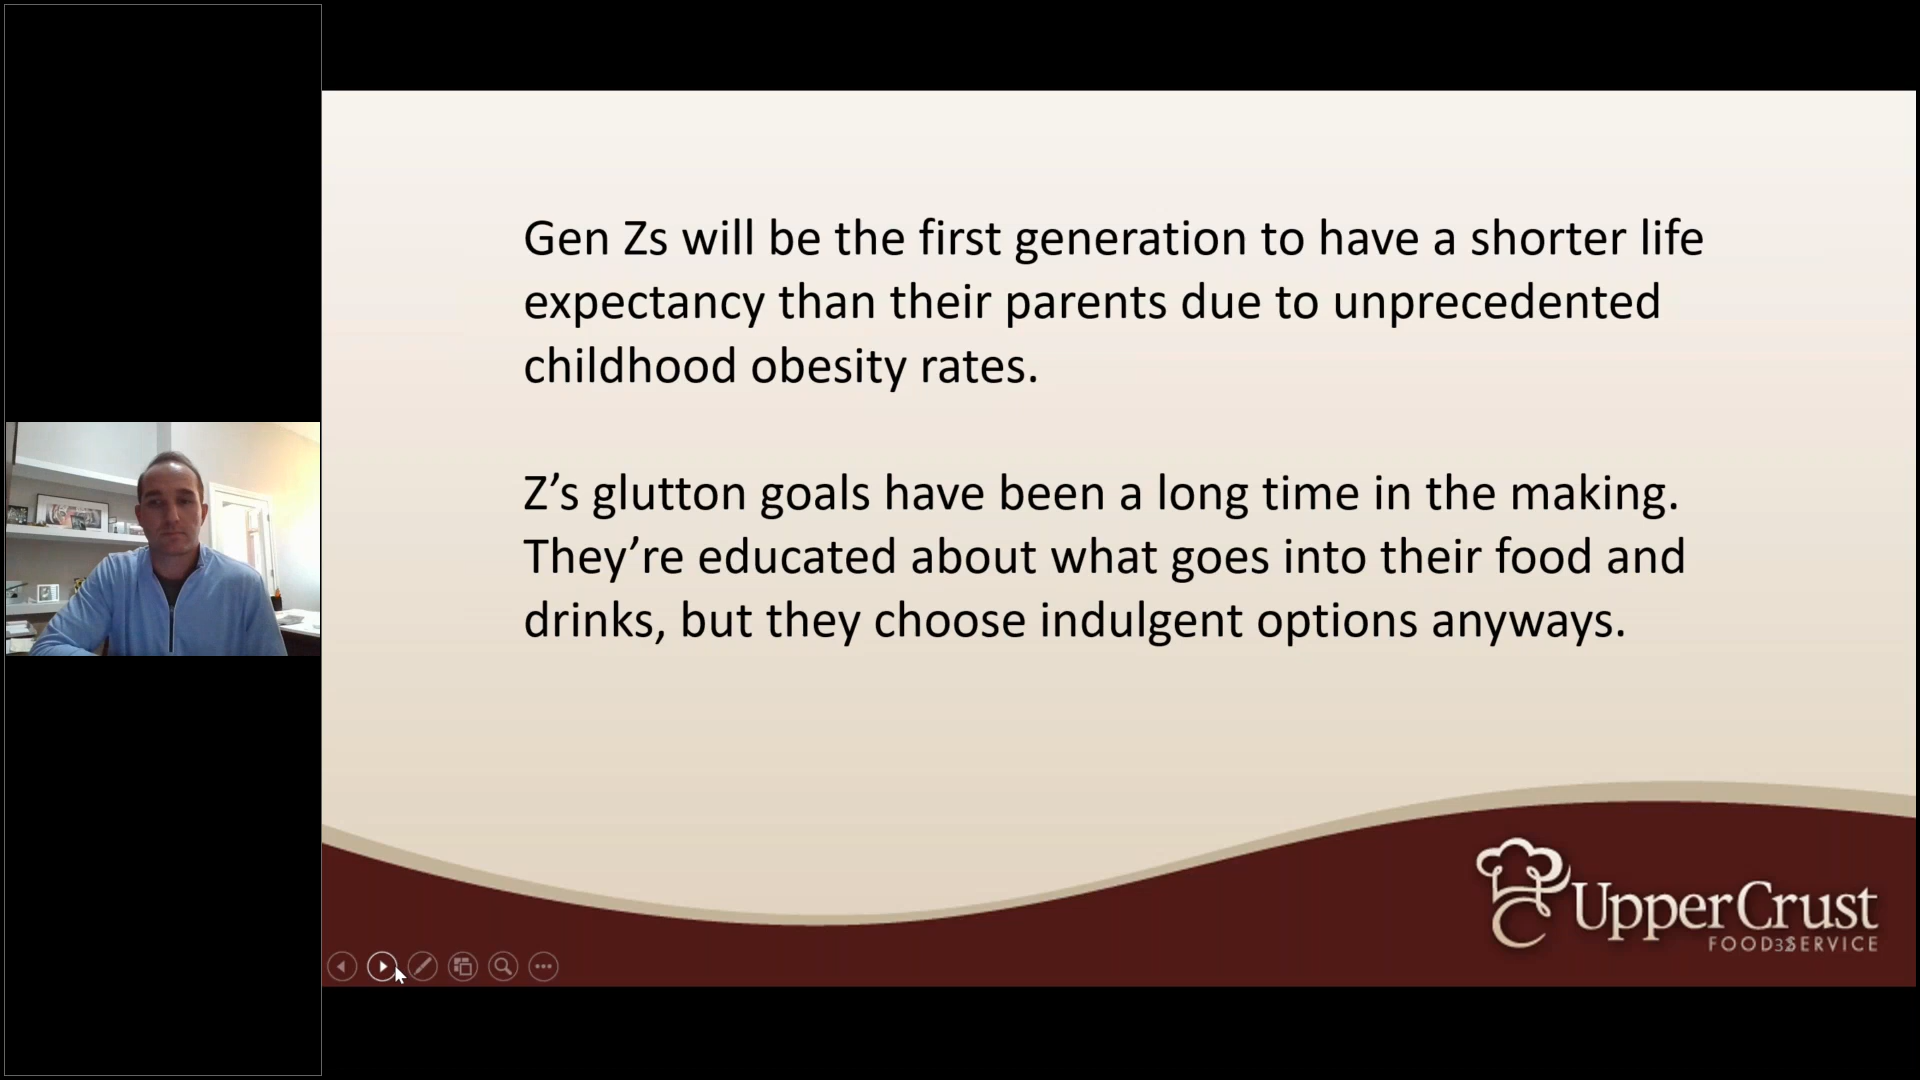 Gen Zs will be the first generation to have a shorter life
expectancy than their parents due to unprecedented
childhood obesity rates.
Z’s glutton goals have been a long time in the making.
They’re educated about what goes into their food and
drinks, but they choose indulgent options anyways.
UpperCrust
FOOD SERVICE